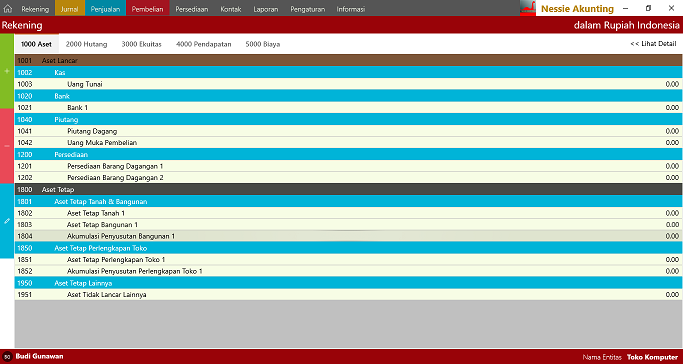 Rekening Jurnal Penjualan Pembelian Persediaan Kontak Laporan Pengaturan Informasi Nessie Akunting
Rekening dalam Rupiah Indonesia
1000 Aset 2000 Hutang 3000 Ekuitas 4000 Pendapatan 5000 Biaya << Lihat Detail
1001 Aset Lancar
1002 Kas
1003 Uang Tunai 0.00
1020 Bank
1021 Bank 1 0.00
1040 Piutang
1041 Piutang Dagang 0.00
1042 Uang Muka Pembelian 0.00
1200 Persediaan
1201 Persediaan Barang Dagangan 1 0.00
1202 Persediaan Barang Dagangan 2 0.00
1800 Aset Tetap
1801 Aset Tetap Tanah & Bangunan
1802 Aset Tetap Tanah 1 0.00
1803 Aset Tetap Bangunan 1 0.00
1804 Akumulasi Penyusutan Bangunan 1 0.00
1850 Aset Tetap Perlengkapan Toko
1851 Aset Tetap Perlengkapan Toko 1 0.00
1852 Akumulasi Penyusutan Perlengkapan Toko 1 0.00
1950 Aset Tetap Lainnya
1951 Aset Tidak Lancar Lainnya 0.00
BG Budi Gunawan Nama Entitas Toko Komputer